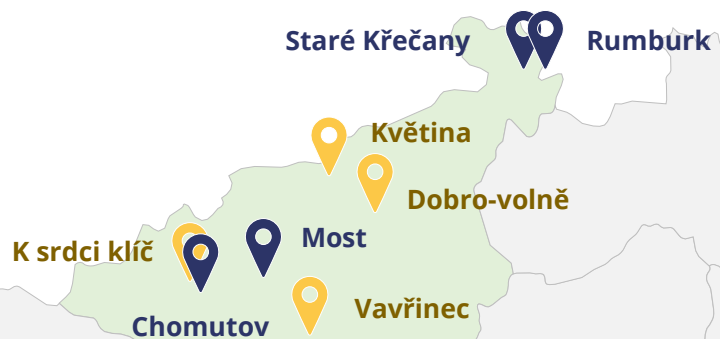 Staré Křečany
Rumburk
Květina
Dobro-volně
Most
K srdci klíč
Vavřinec
Chomutov